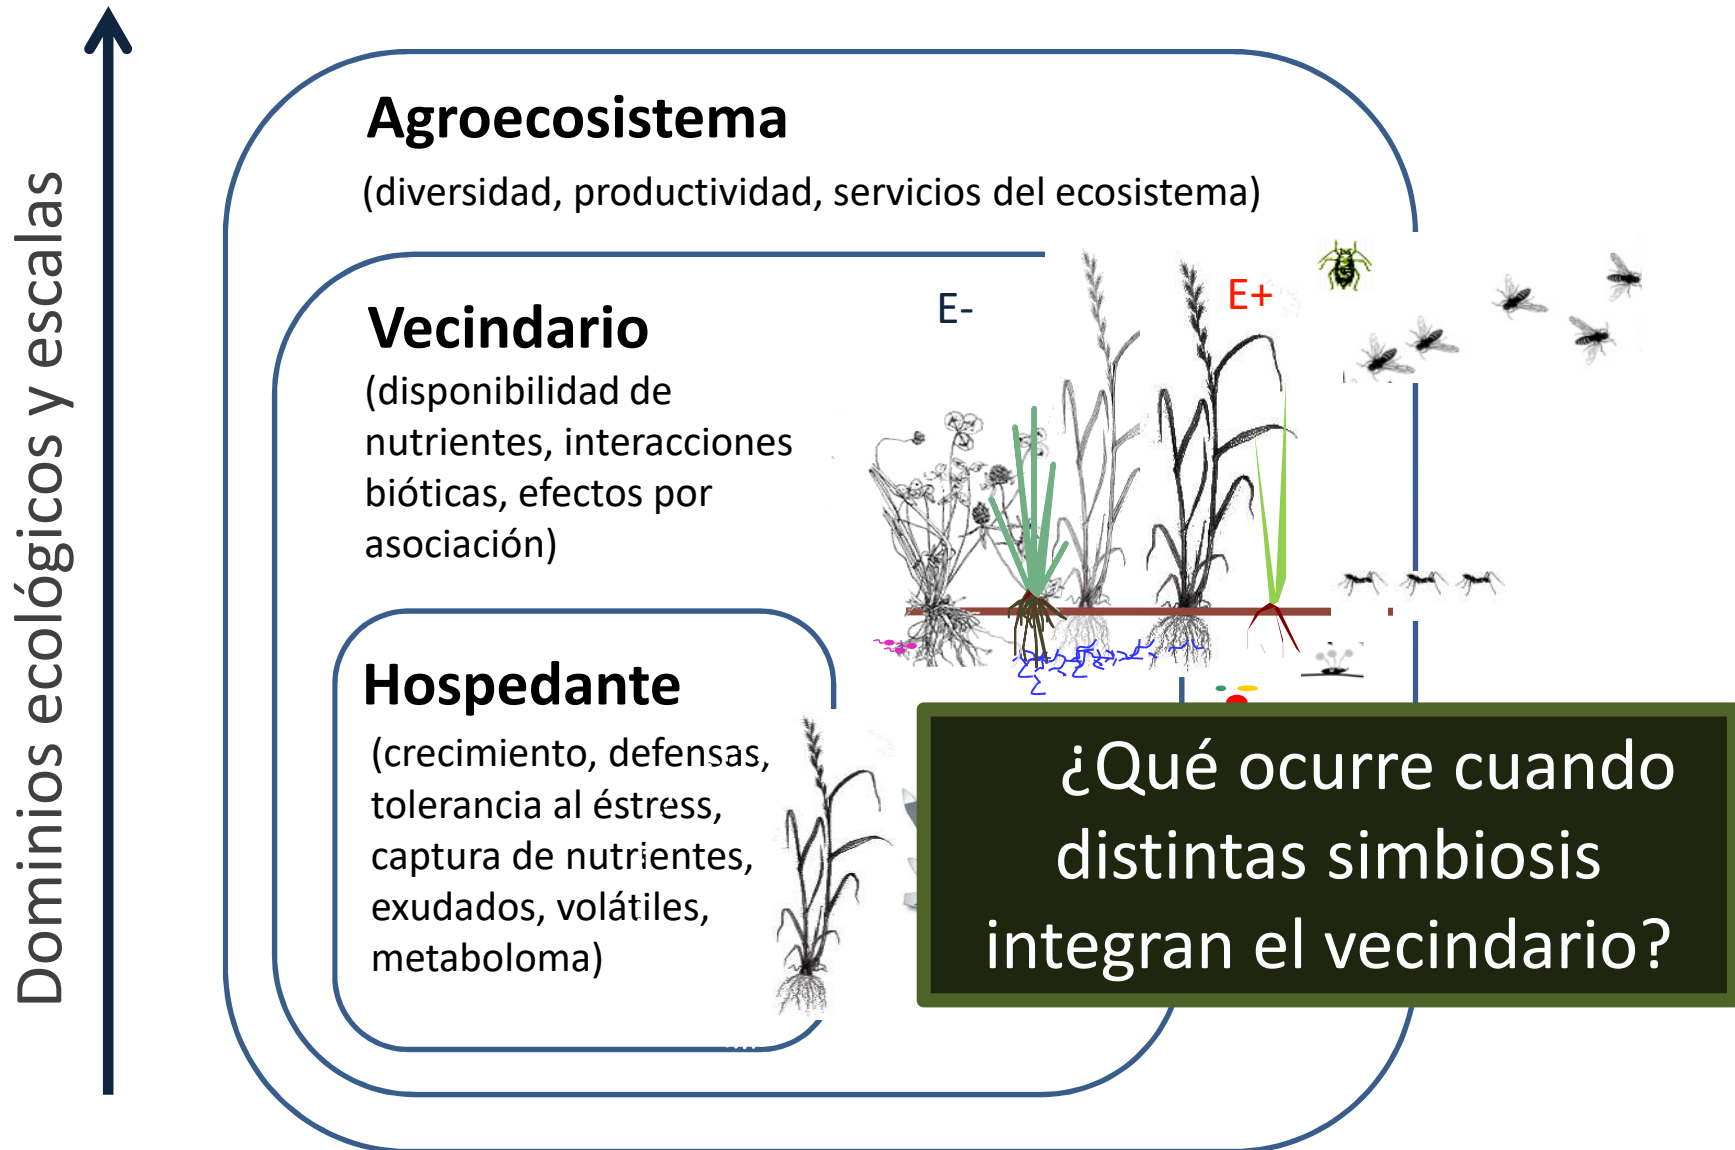 Dominios ecológicos y escalas
Agroecosistema
(diversidad, productividad, servicios del ecosistema)
Vecindario
(disponibilidad de
nutrientes, interacciones
bióticas, efectos por
asociación)
E-
E+
Hospedante
(crecimiento, defensas,
tolerancia al éstress,
captura de nutrientes,
exudados, volátiles,
metaboloma)
¿Qué ocurre cuando
distintas simbiosis
integran el vecindario?